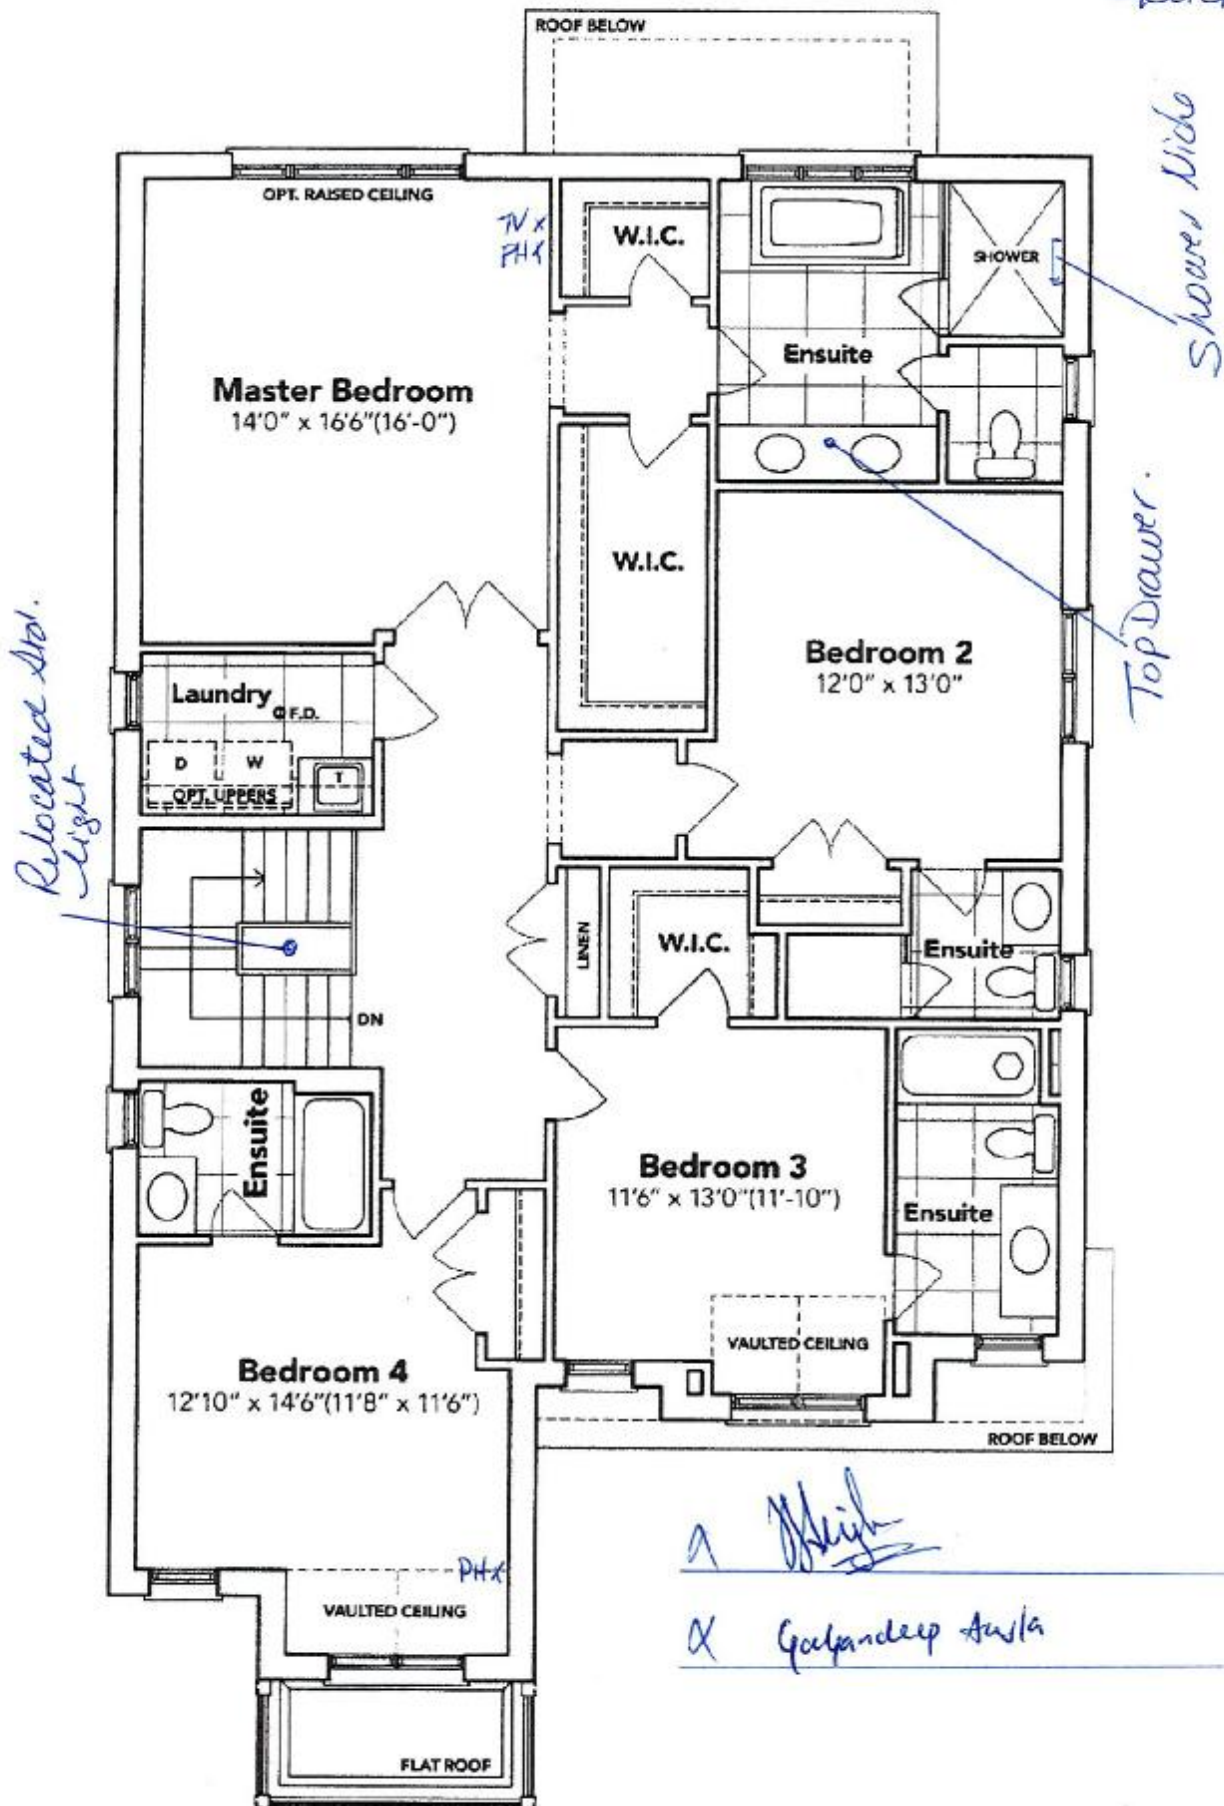 ROOF BELOW
OPT. RAISED CEILING
TV x
PH x
W.I.C.
SHOWER
Shower Niche
Ensuite
Master Bedroom
14'0" x 16'6"(16'-0")
W.I.C.
Top Drawer.
Bedroom 2
12'0" x 13'0"
Relocated Std.
light
Laundry
F.D.
D
W
T
OPT. UPPERS
LINEN
W.I.C.
Ensuite
DN
Ensuite
Bedroom 3
11'6" x 13'0"(11'-10")
Ensuite
VAULTED CEILING
Bedroom 4
12'10" x 14'6"(11'8" x 11'6")
ROOF BELOW
PH x
VAULTED CEILING
FLAT ROOF